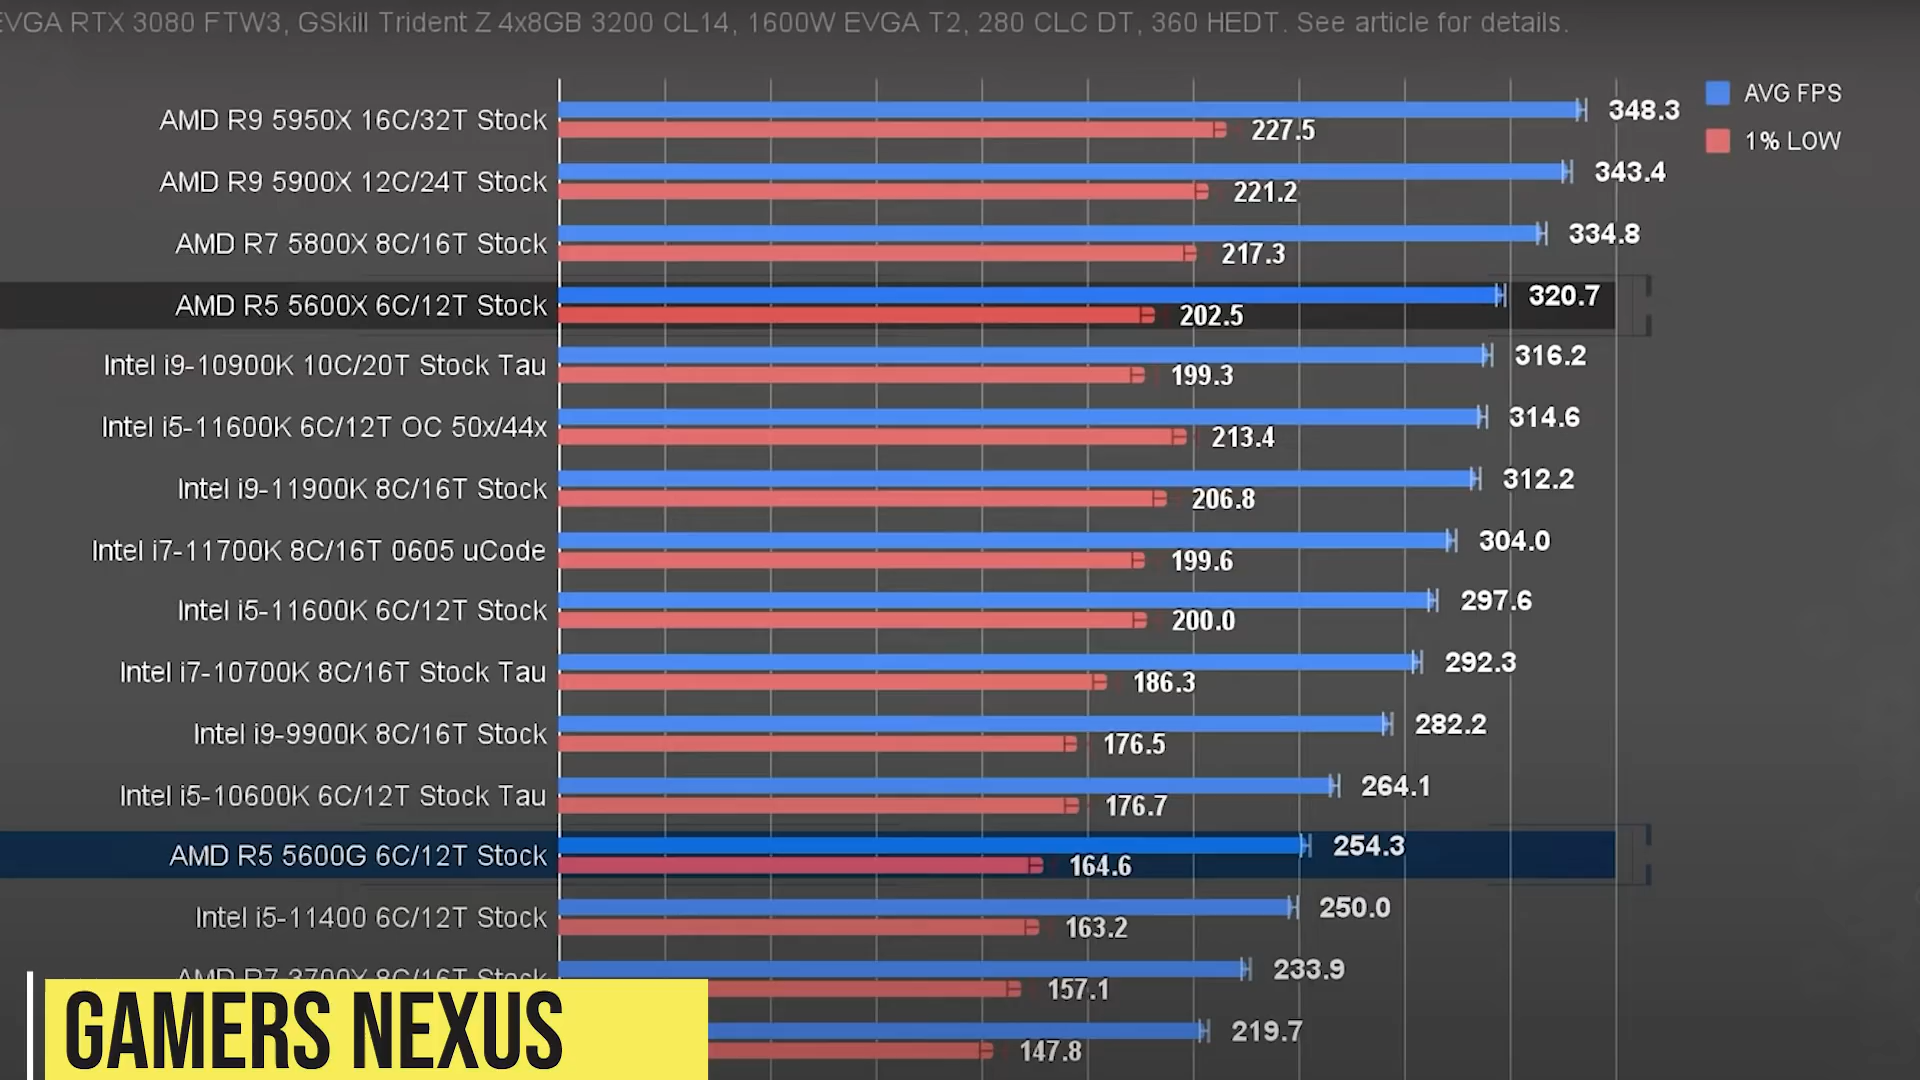 EVGA RTX 3080 FTW3, GSkill Trident Z 4x8GB 3200 CL14, 1600W EVGA T2, 280 CLC DT, 360 HEDT. See article for details.
AVG FPS
1% LOW
AMD R9 5950X 16C/32T Stock 348.3
227.5
AMD R9 5900X 12C/24T Stock 343.4
221.2
AMD R7 5800X 8C/16T Stock 334.8
217.3
AMD R5 5600X 6C/12T Stock 320.7
202.5
Intel i9-10900K 10C/20T Stock Tau 316.2
199.3
Intel i5-11600K 6C/12T OC 50x/44x 314.6
213.4
Intel i9-11900K 8C/16T Stock 312.2
206.8
Intel i7-11700K 8C/16T 0605 uCode 304.0
199.6
Intel i5-11600K 6C/12T Stock 297.6
200.0
Intel i7-10700K 8C/16T Stock Tau 292.3
186.3
Intel i9-9900K 8C/16T Stock 282.2
176.5
Intel i5-10600K 6C/12T Stock Tau 264.1
176.7
AMD R5 5600G 6C/12T Stock 254.3
164.6
Intel i5-11400 6C/12T Stock 250.0
163.2
AMD R7 3700X 8C/16T Stock 233.9
157.1
219.7
147.8
GAMERS NEXUS